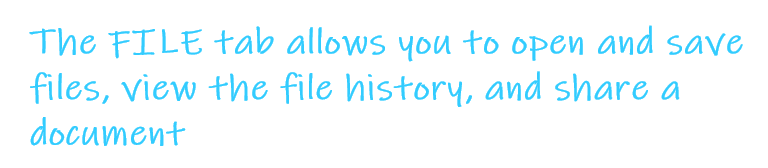 The FILE tab allows you to open and save
files, view the file history, and share a
document